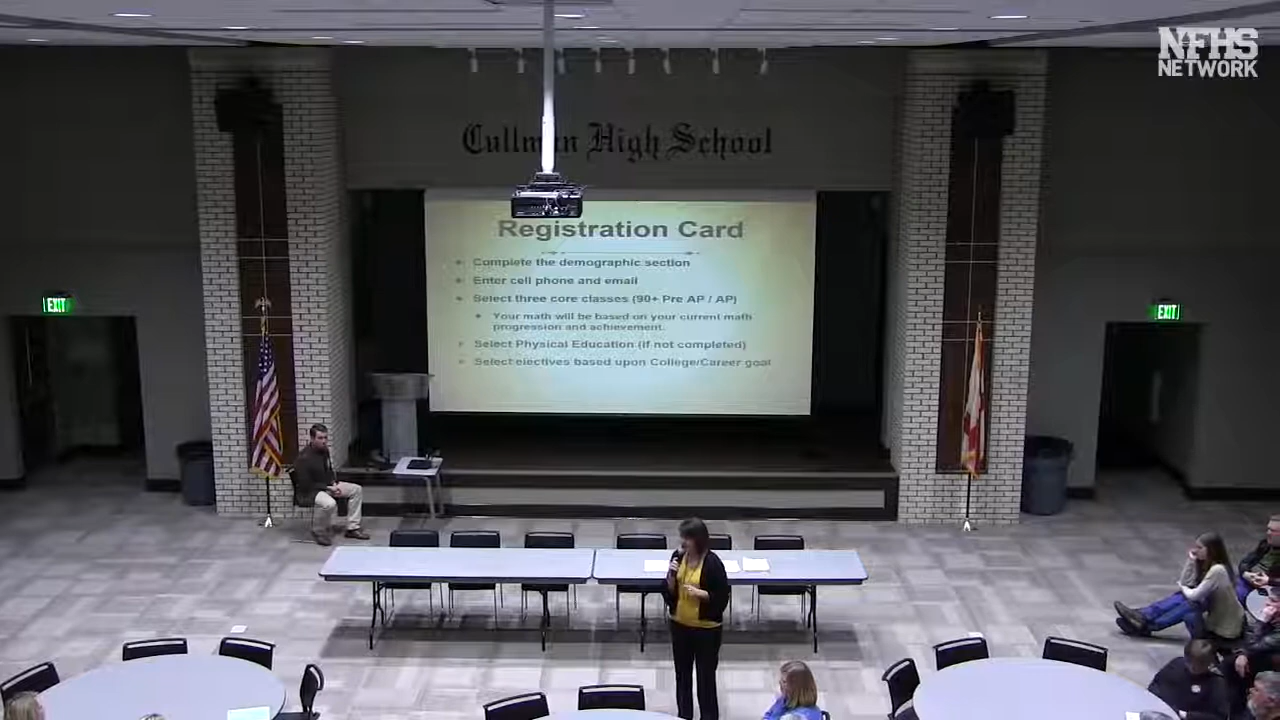 NFHS
NETWORK
Cullman High School
Registration Card
Complete the demographic section
Enter cell phone and email
Select three core classes (90+ Pre AP / AP)
Your math will be based on your current math
progression and achievement.
Select Physical Education (if not completed)
Select electives based upon College/Career goal
EXIT
EXIT